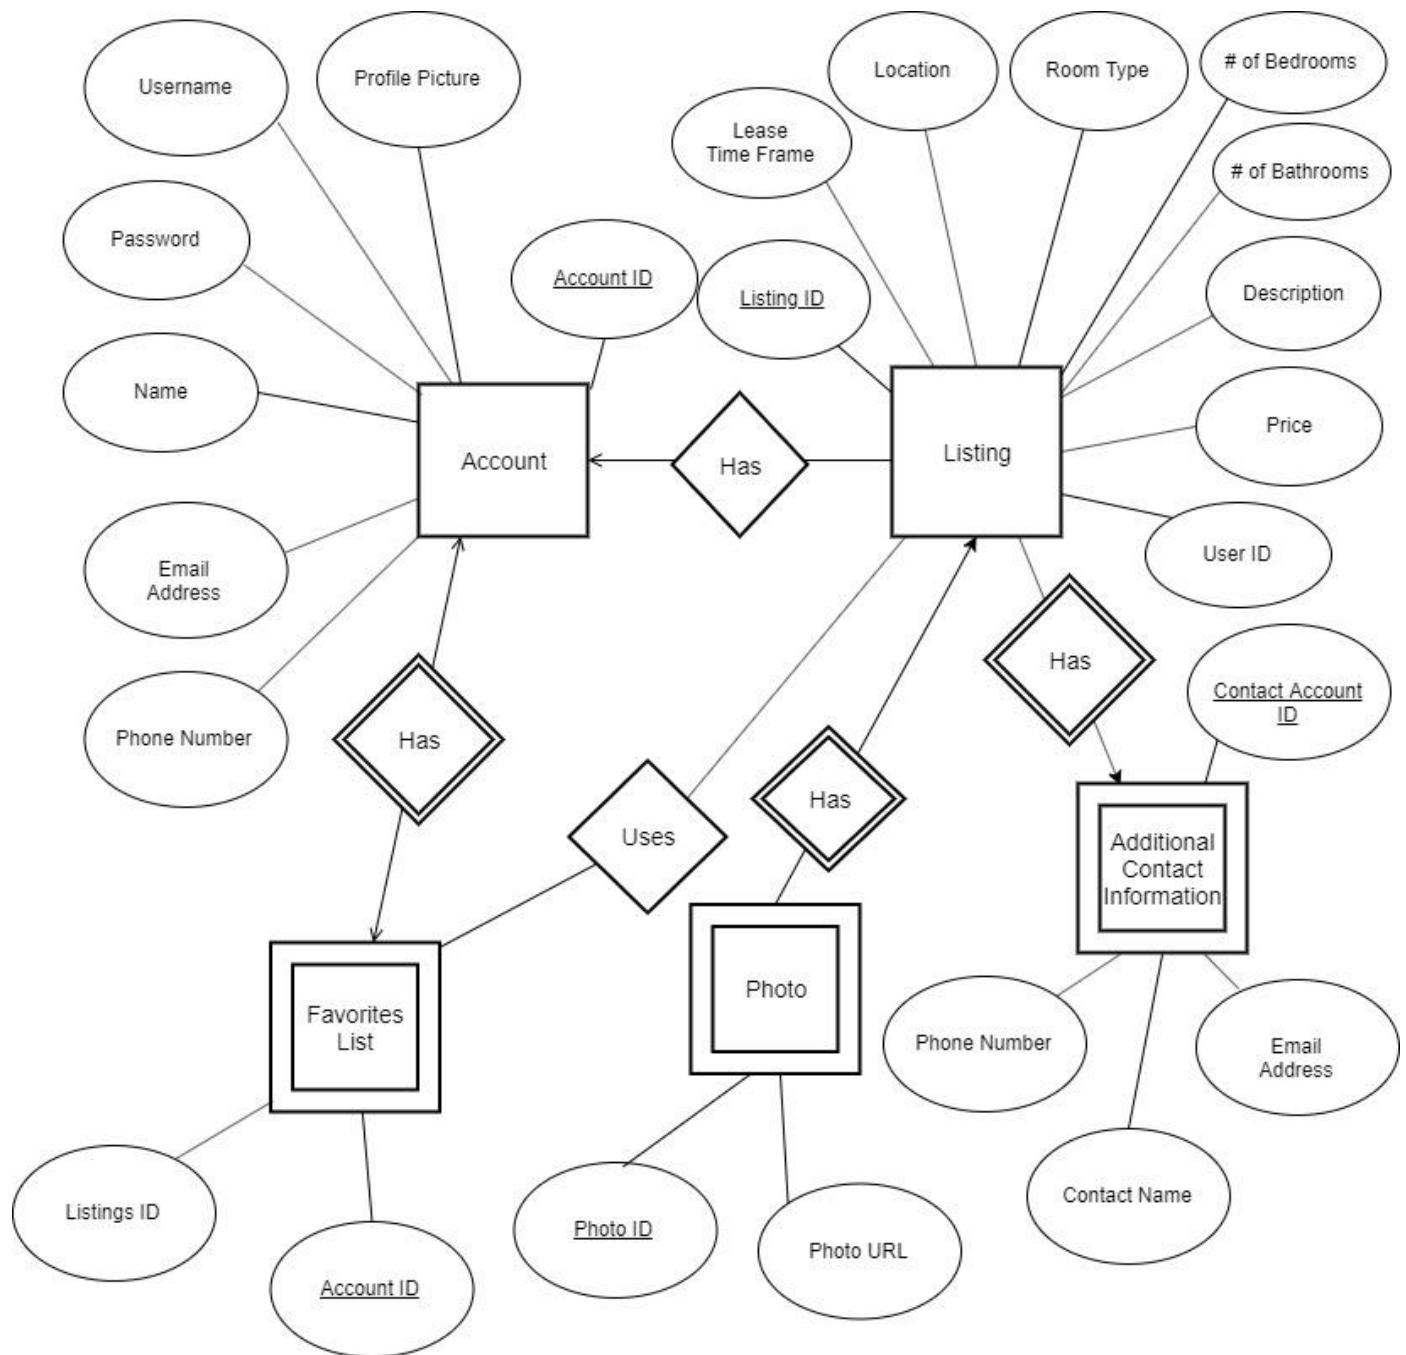 Username
Profile Picture
Location
Room Type
# of Bedrooms
Lease
Time Frame
# of Bathrooms
Password
Account ID
Listing ID
Description
Name
Account
Has
Listing
Price
Email
Address
User ID
Phone Number
Has
Has
Contact Account
ID
Uses
Has
Additional
Contact
Information
Favorites
List
Photo
Phone Number
Email
Address
Listings ID
Account ID
Photo ID
Photo URL
Contact Name